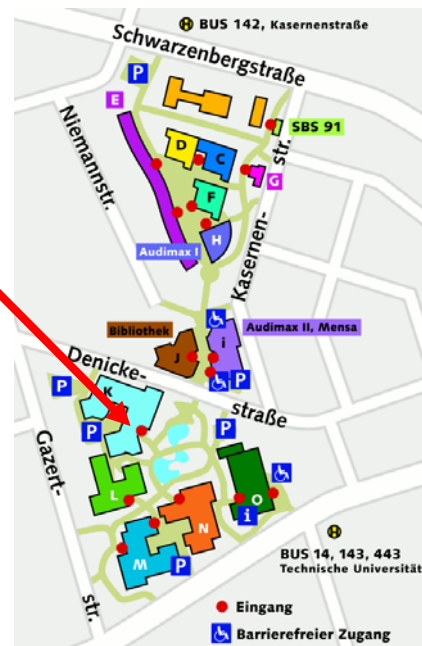 H BUS 142, Kasernenstraße
Schwarzenbergstraße
P
E
SBS 91
D
C
G
Niemannstr.
F
H
Kasernen-
str.
Audimax I
Bibliothek
J
i
Audimax II, Mensa
Denicke-
straße
P
P
K
P
P
Gazert-
str.
L
O
i
N
M
P
H
BUS 14, 143, 443
Technische Universität
Eingang
Barrierefreier Zugang